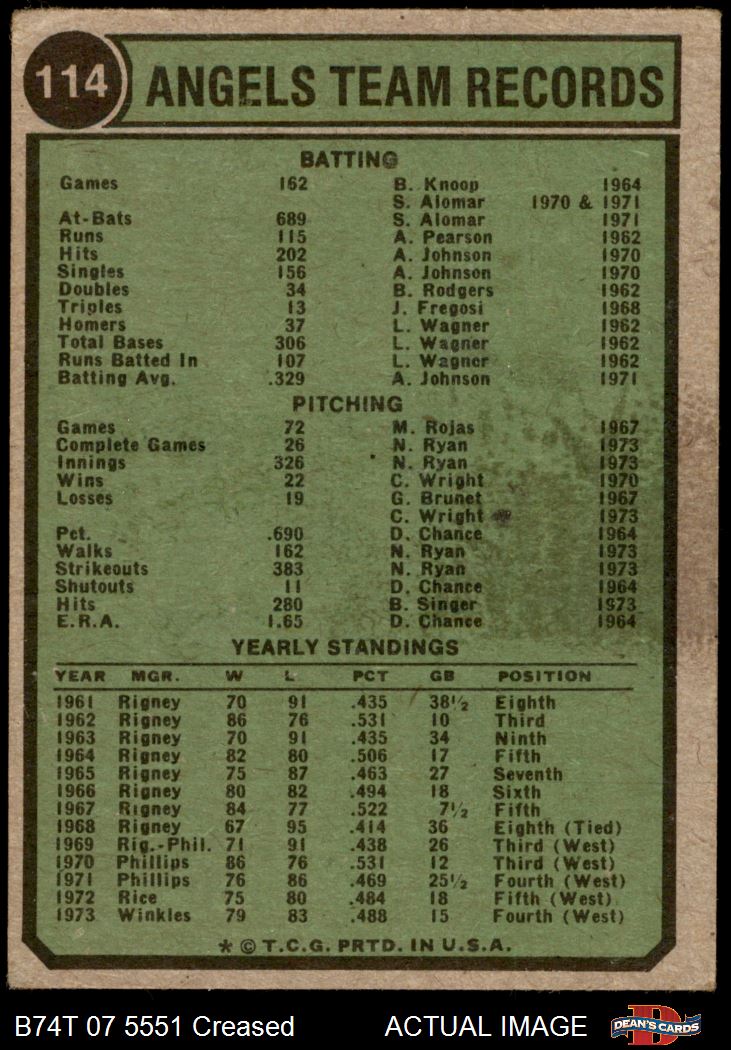 114 ANGELS TEAM RECORDS
BATTING
Games 162 B. Knoop 1964
S. Alomar 1970 & 1971
At-Bats 689 S. Alomar 1971
Runs 115 A. Pearson 1962
Hits 202 A. Johnson 1970
Singles 156 A. Johnson 1970
Doubles 34 B. Rodgers 1962
Triples 13 J. Fregosi 1968
Homers 37 L. Wagner 1962
Total Bases 306 L. Wagner 1962
Runs Batted In 107 L. Wagner 1962
Batting Avg. .329 A. Johnson 1971
PITCHING
Games 72 M. Rojas 1967
Complete Games 26 N. Ryan 1973
Innings 326 N. Ryan 1973
Wins 22 C. Wright 1970
Losses 19 G. Brunet 1967
C. Wright 1973
Pct. .690 D. Chance 1964
Walks 162 N. Ryan 1973
Strikeouts 383 N. Ryan 1973
Shutouts 11 D. Chance 1964
Hits 280 B. Singer 1973
E.R.A. 1.65 D. Chance 1964
YEARLY STANDINGS
YEAR MGR. W L PCT GB POSITION
1961 Rigney 70 91 .435 38½ Eighth
1962 Rigney 86 76 .531 10 Third
1963 Rigney 70 91 .435 34 Ninth
1964 Rigney 82 80 .506 17 Fifth
1965 Rigney 75 87 .463 27 Seventh
1966 Rigney 80 82 .494 18 Sixth
1967 Rigney 84 77 .522 7½ Fifth
1968 Rigney 67 95 .414 36 Eighth (Tied)
1969 Rig.-Phil. 71 91 .438 26 Third (West)
1970 Phillips 86 76 .531 12 Third (West)
1971 Phillips 76 86 .469 25½ Fourth (West)
1972 Rice 75 80 .484 18 Fifth (West)
1973 Winkles 79 83 .488 15 Fourth (West)
* © T.C.G. PRTD. IN U.S.A.
B74T 07 5551 Creased ACTUAL IMAGE DEAN'S CARDS